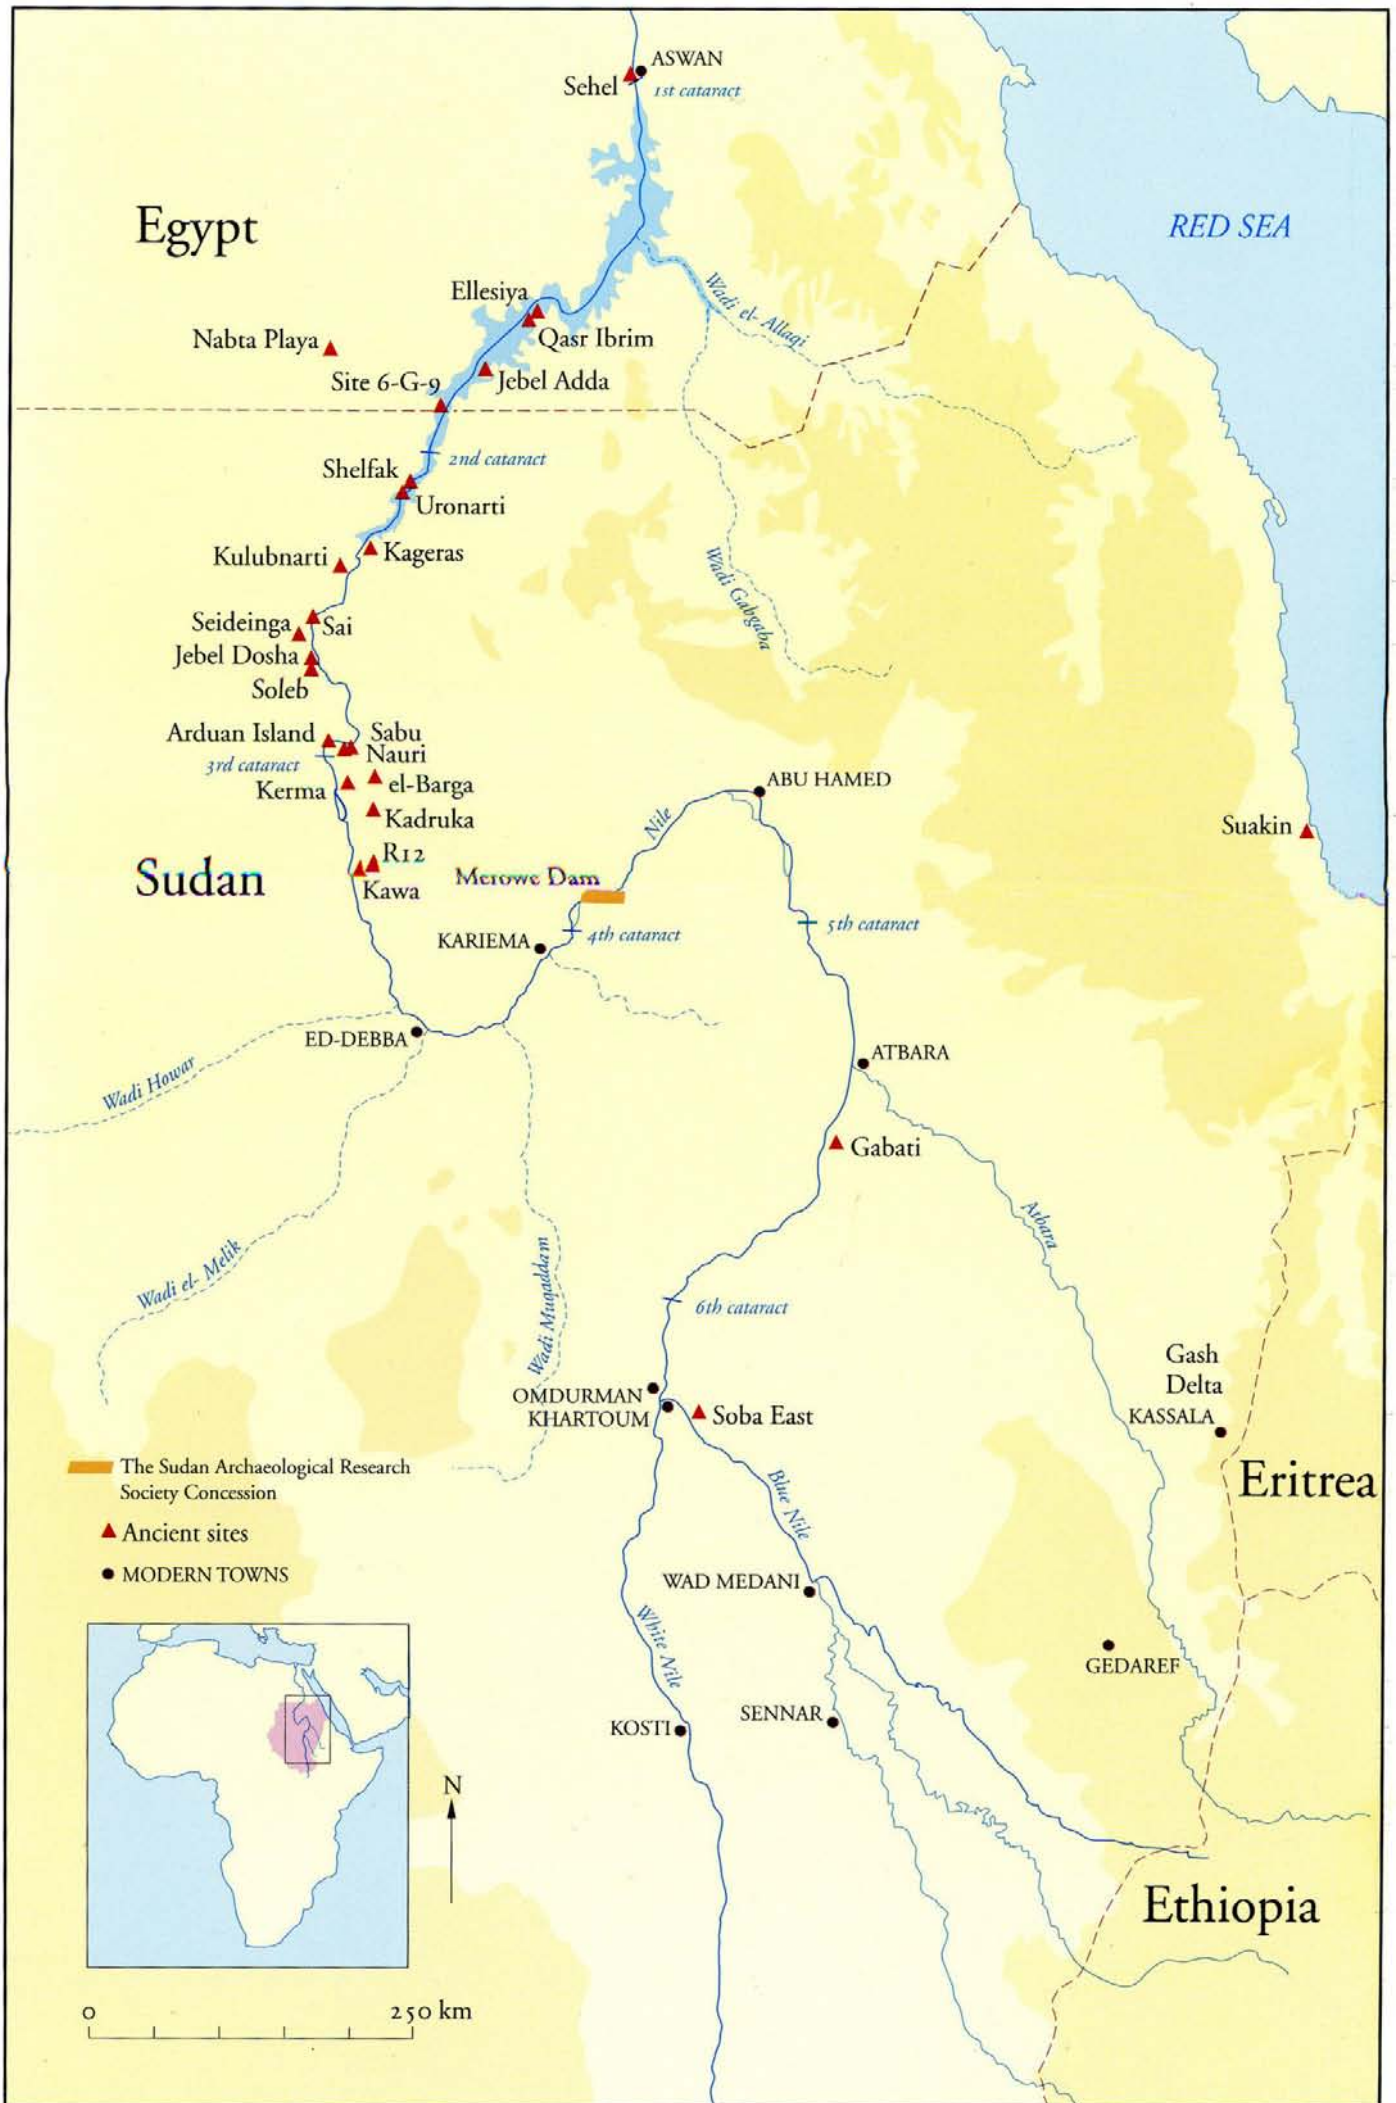 ASWAN
Sehel
1st cataract
Egypt
RED SEA
Wadi el- Allaqi
Ellesiya
Nabta Playa
Qasr Ibrim
Site 6-G-9
Jebel Adda
2nd cataract
Shelfak
Uronarti
Kageras
Kulubnarti
Wadi Gabgaba
Seideinga
Sai
Jebel Dosha
Soleb
Arduan Island
Sabu
Nauri
3rd cataract
Kerma
el-Barga
Kadruka
ABU HAMED
Nile
Suakin
R12
Sudan
Merowe Dam
Kawa
5th cataract
KARIEMA
4th cataract
ED-DEBBA
ATBARA
Wadi Howar
Gabati
Atbara
Wadi el- Melik
Wadi Muqaddam
6th cataract
Gash
Delta
OMDURMAN
KHARTOUM
Soba East
KASSALA
The Sudan Archaeological Research
Society Concession
Eritrea
Ancient sites
Blue Nile
MODERN TOWNS
WAD MEDANI
White Nile
GEDAREF
KOSTI
SENNAR
N
Ethiopia
0
250 km